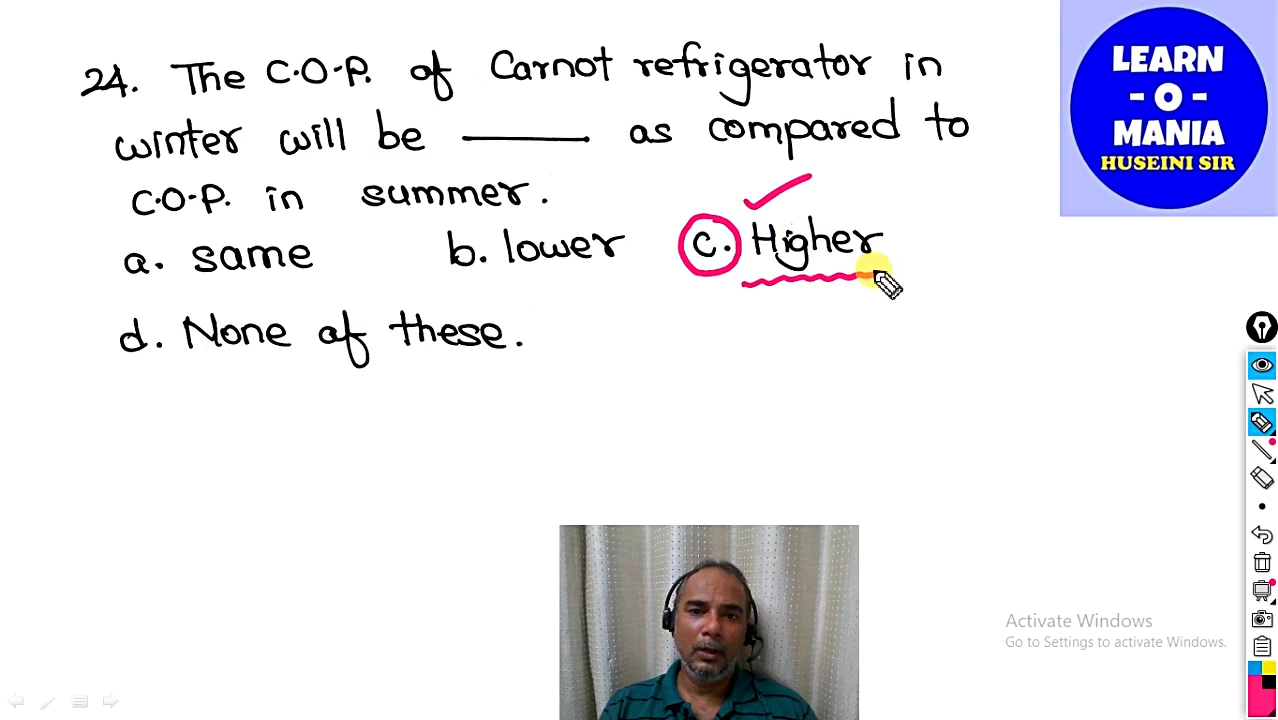 24. The C.O.P. of Carnot refrigerator in
winter will be ______ as compared to
C.O.P. in summer.
a. same b. lower c. Higher
d. None of these.
LEARN
- O -
MANIA
HUSEINI SIR
Activate Windows
Go to Settings to activate Windows.